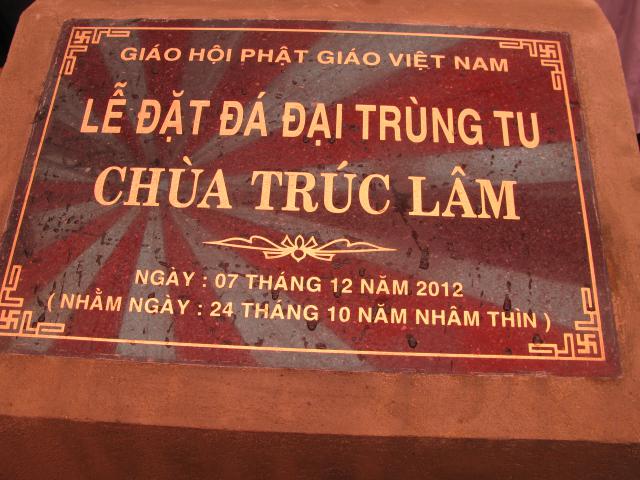 GIÁO HỘI PHẬT GIÁO VIỆT NAM
LỄ ĐẶT ĐÁ ĐẠI TRÙNG TU
CHÙA TRÚC LÂM
NGÀY : 07 THÁNG 12 NĂM 2012
( NHẰM NGÀY : 24 THÁNG 10 NĂM NHÂM THÌN )